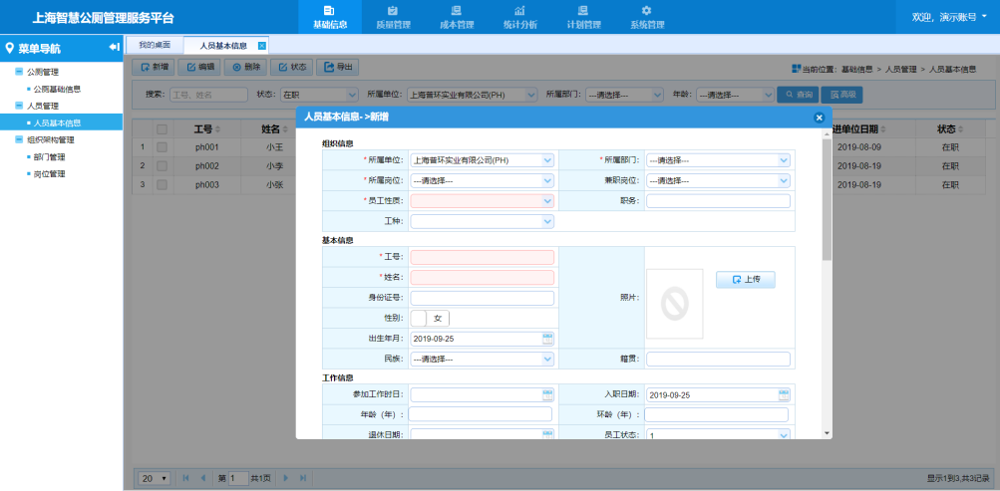 上海智慧公厕管理服务平台
基础信息 质量管理 成本管理 统计分析 计划管理 系统管理
欢迎, 演示账号
菜单导航
我的桌面 人员基本信息
公厕管理
公厕基础信息
人员管理
人员基本信息
组织架构管理
部门管理
岗位管理
新增 编辑 删除 状态 导出
当前位置: 基础信息 > 人员管理 > 人员基本信息
搜索: 工号、姓名 状态: 在职 所属单位: 上海普环实业有限公司(PH) 所属部门: ---请选择--- 年龄: ---请选择--- 查询 高级
工号 姓名 进单位日期 状态
1 ph001 小王 2019-08-09 在职
2 ph002 小李 2019-08-19 在职
3 ph003 小张 2019-08-19 在职
人员基本信息->新增
组织信息
*所属单位: 上海普环实业有限公司(PH) *所属部门: ---请选择---
*所属岗位: ---请选择--- 兼职岗位: ---请选择---
*员工性质: 职务:
工种:
基本信息
*工号:
*姓名:
身份证号:
照片: 上传
性别: 女
出生年月: 2019-09-25
民族: ---请选择--- 籍贯:
工作信息
参加工作时日: 入职日期: 2019-09-25
年龄（年）: 环龄（年）:
退休日期: 员工状态: 1
20 第 1 共1页
显示1到3,共3记录